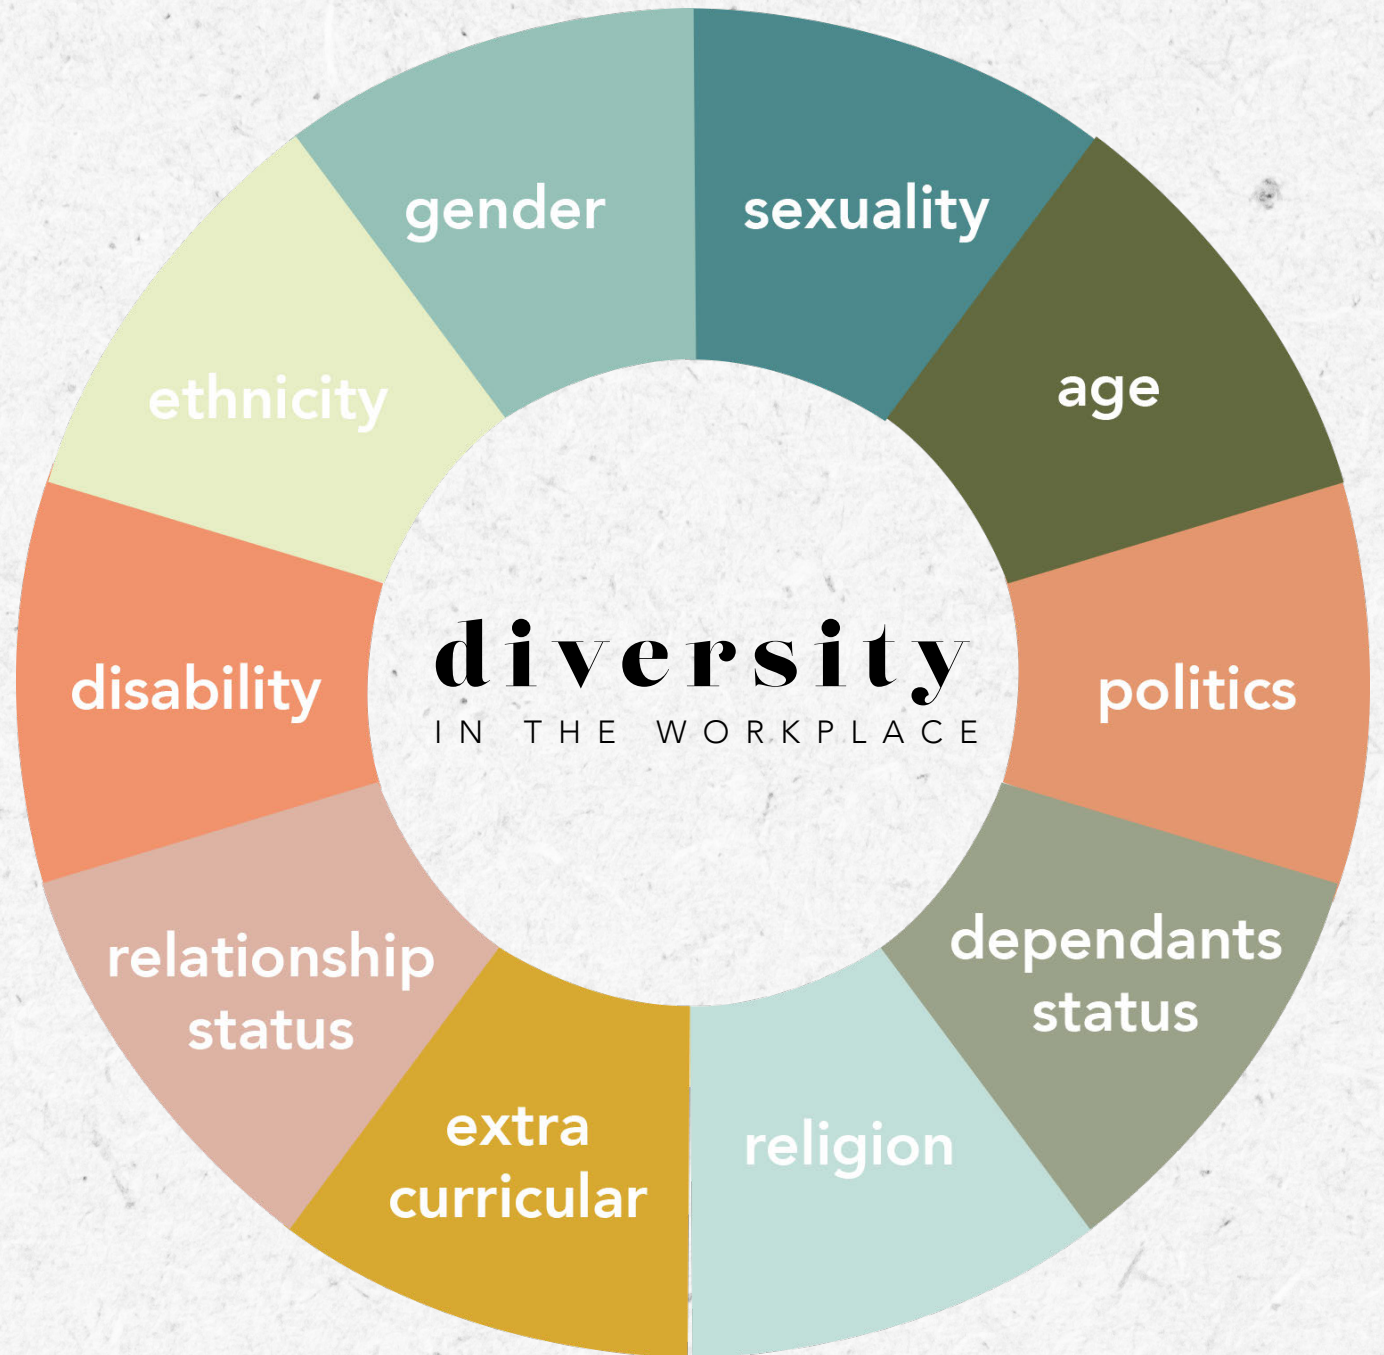 gender
sexuality
ethnicity
age
diversity
IN THE WORKPLACE
disability
politics
relationship
status
dependants
status
extra
curricular
religion